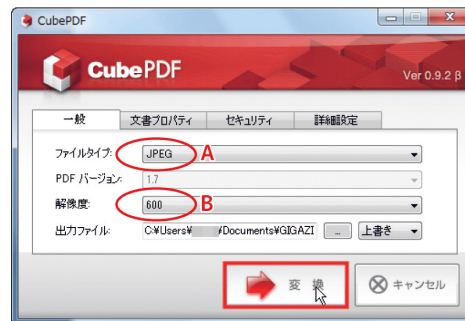 CubePDF
CubePDF
Ver 0.9.2 β
一般 文書プロパティ セキュリティ 詳細設定
ファイルタイプ: JPEG A
PDF バージョン: 1.7
解像度: 600 B
出力ファイル: C:¥Users¥ ¥Documents¥GIGAZI ... 上書き
変換 キャンセル